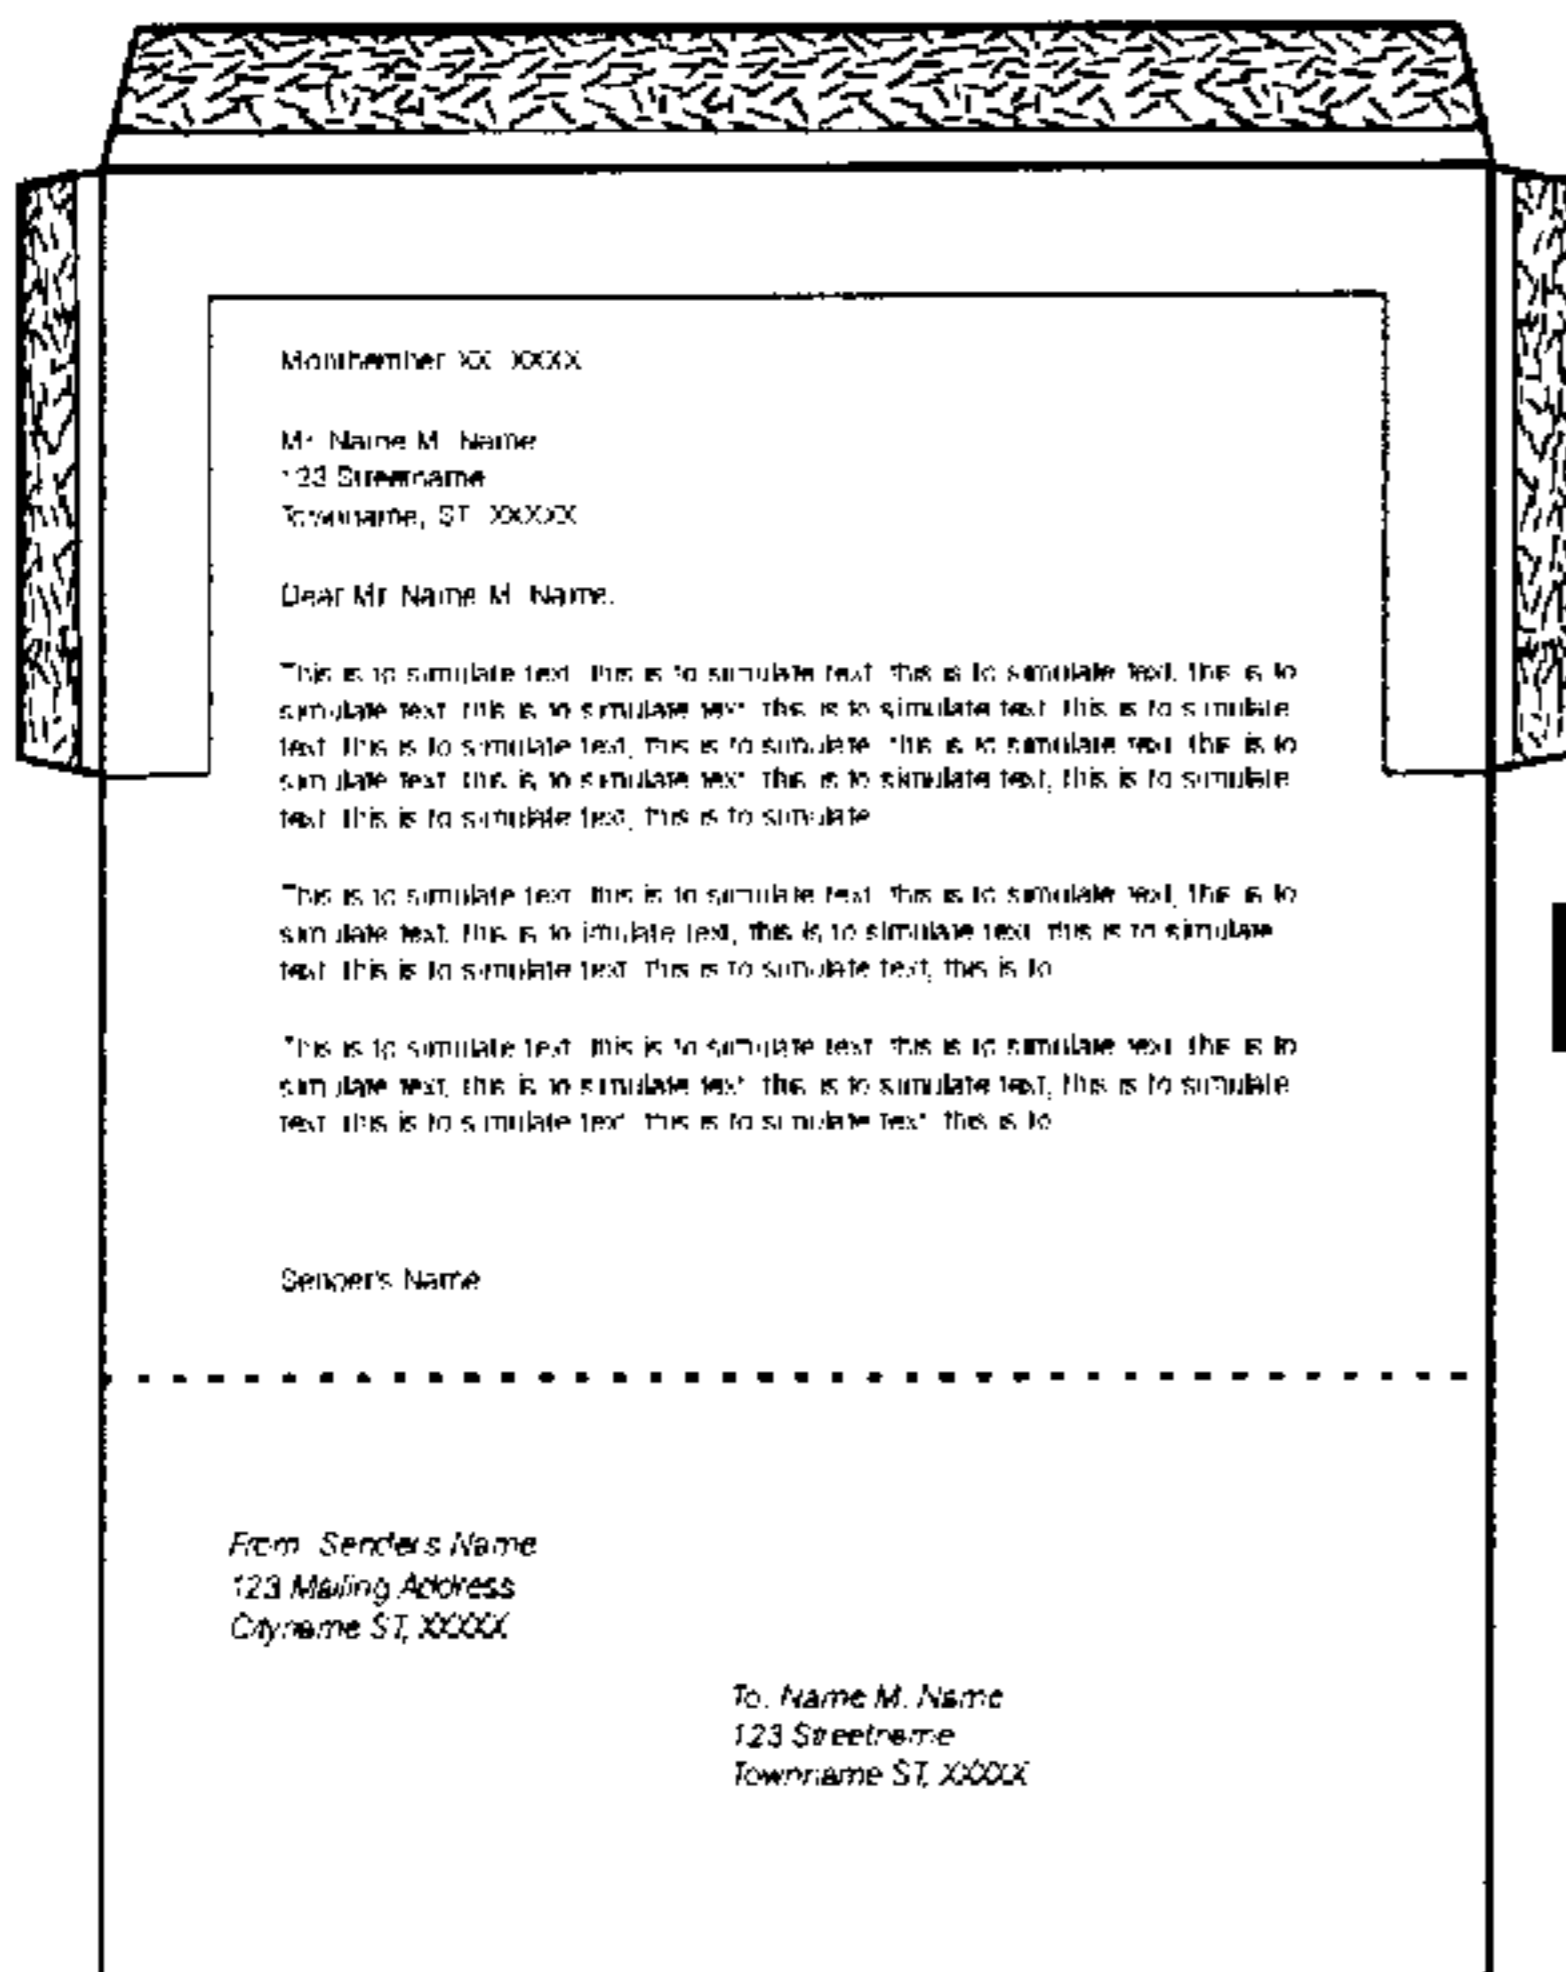 Monthember XX XXXX
Mr. Name M. Name
123 Streetname
Townname, ST XXXXX
Dear Mr. Name M. Name.
This is to simulate text this is to simulate text this is to simulate text, this is to
simulate text this is to simulate text this is to simulate text this is to simulate
text this is to simulate text, this is to simulate this is to simulate text this is to
simulate text this is to simulate text this is to simulate text, this is to simulate
text this is to simulate text, this is to simulate
This is to simulate text this is to simulate text this is to simulate text, this is to
simulate text this is to imulate text, this is to simulate text this is to simulate
text this is to simulate text this is to simulate text, this is to
This is to simulate text this is to simulate text this is to simulate text this is to
simulate text, this is to simulate text this is to simulate text, this is to simulate
text this is to simulate text this is to simulate text this is to
Sender's Name
From Senders Name
123 Mailing Address
Cityname ST, XXXXX
To. Name M. Name
123 Streetname
Townname ST, XXXXX